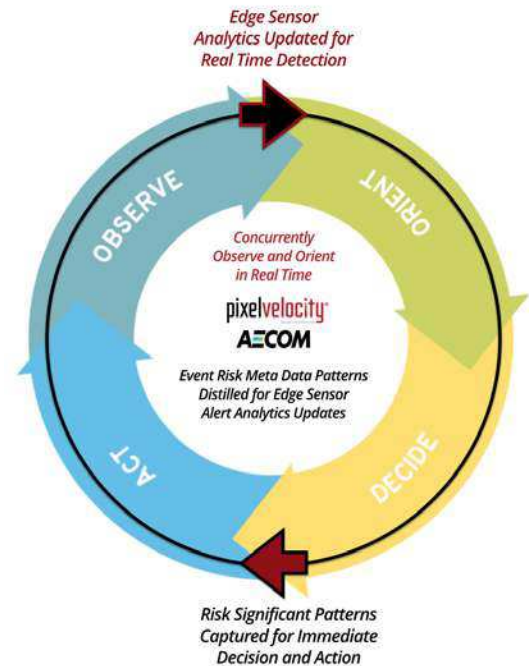 Edge Sensor
Analytics Updated for
Real Time Detection
OBSERVE
ORIENT
Concurrently
Observe and Orient
in Real Time
pixelvelocity
AECOM
Event Risk Meta Data Patterns
Distilled for Edge Sensor
Alert Analytics Updates
ACT
DECIDE
Risk Significant Patterns
Captured for Immediate
Decision and Action